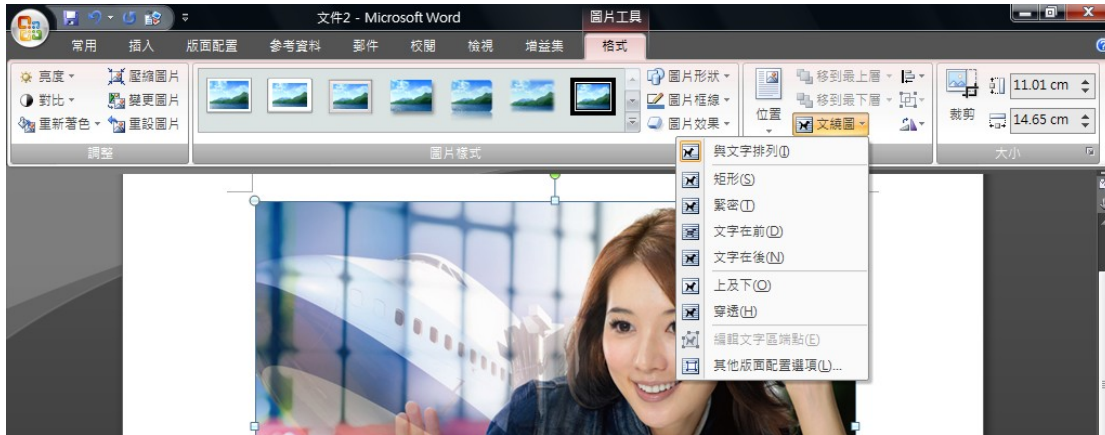 文件2 - Microsoft Word
圖片工具
常用 插入 版面配置 參考資料 郵件 校閱 檢視 增益集 格式
亮度 壓縮圖片 圖片形狀 移到最上層 11.01 cm
對比 變更圖片 圖片框線 位置 移到最下層 裁剪
重新著色 重設圖片 圖片效果 文繞圖 14.65 cm
調整 圖片樣式 大小
與文字排列(I)
矩形(S)
緊密(T)
文字在前(D)
文字在後(N)
上及下(O)
穿透(H)
編輯文字區端點(E)
其他版面配置選項(L)...